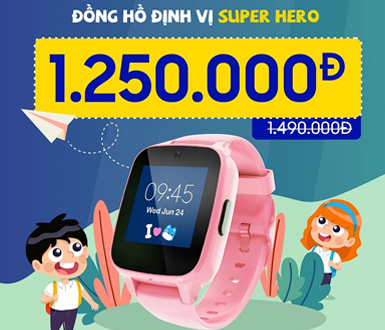 ĐỒNG HỒ ĐỊNH VỊ SUPER HERO
1.250.000Đ
1.490.000Đ
09:45
Wed Jun 24
I